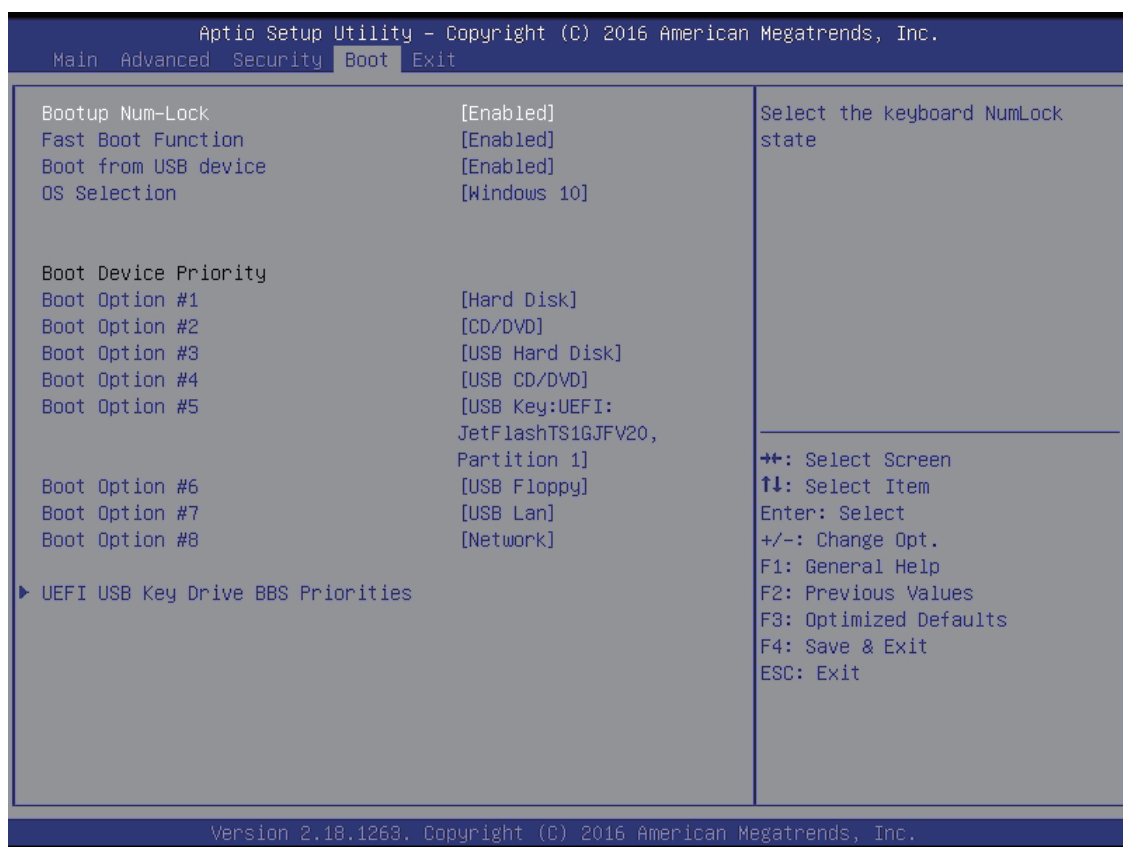 Aptio Setup Utility – Copyright (C) 2016 American Megatrends, Inc.
Main Advanced Security Boot Exit
Bootup Num-Lock [Enabled]
Fast Boot Function [Enabled]
Boot from USB device [Enabled]
OS Selection [Windows 10]
Boot Device Priority
Boot Option #1 [Hard Disk]
Boot Option #2 [CD/DVD]
Boot Option #3 [USB Hard Disk]
Boot Option #4 [USB CD/DVD]
Boot Option #5 [USB Key:UEFI:
JetFlashTS1GJFV20,
Partition 1]
Boot Option #6 [USB Floppy]
Boot Option #7 [USB Lan]
Boot Option #8 [Network]
▶ UEFI USB Key Drive BBS Priorities
Select the keyboard NumLock
state
→←: Select Screen
↑↓: Select Item
Enter: Select
+/-: Change Opt.
F1: General Help
F2: Previous Values
F3: Optimized Defaults
F4: Save & Exit
ESC: Exit
Version 2.18.1263. Copyright (C) 2016 American Megatrends, Inc.